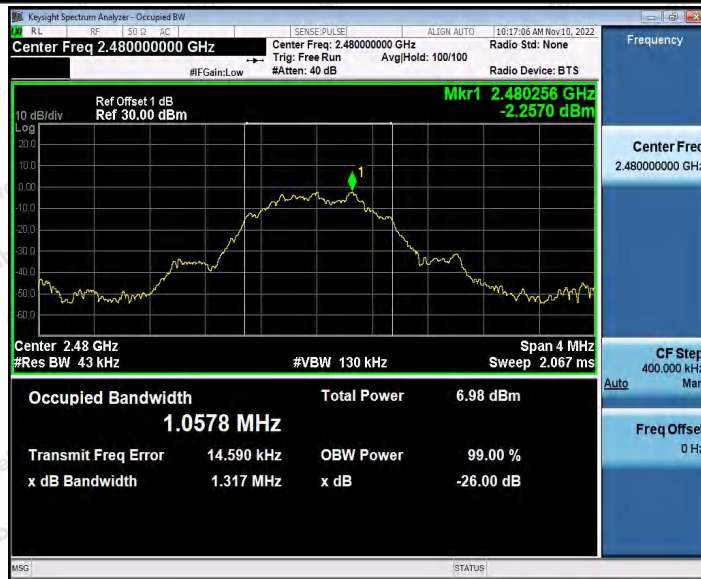 Keysight Spectrum Analyzer - Occupied BW
RL RF 50 Ω AC SENSE:PULSE ALIGN AUTO 10:17:06 AM Nov 10, 2022
Center Freq 2.480000000 GHz
Center Freq: 2.480000000 GHz
Radio Std: None
Trig: Free Run Avg|Hold: 100/100
#IFGain:Low
#Atten: 40 dB
Radio Device: BTS
Frequency
Ref Offset 1 dB
10 dB/div Ref 30.00 dBm
Mkr1 2.480256 GHz
-2.2570 dBm
Log
20.0
10.0
0.00
-10.0
-20.0
-30.0
-40.0
-50.0
-60.0
1
Center 2.48 GHz
Span 4 MHz
#Res BW 43 kHz
#VBW 130 kHz
Sweep 2.067 ms
Occupied Bandwidth
1.0578 MHz
Total Power 6.98 dBm
Transmit Freq Error 14.590 kHz
OBW Power 99.00 %
x dB Bandwidth 1.317 MHz
x dB -26.00 dB
Center Freq
2.480000000 GHz
CF Step
400.000 kHz
Auto Man
Freq Offset
0 Hz
MSG
STATUS